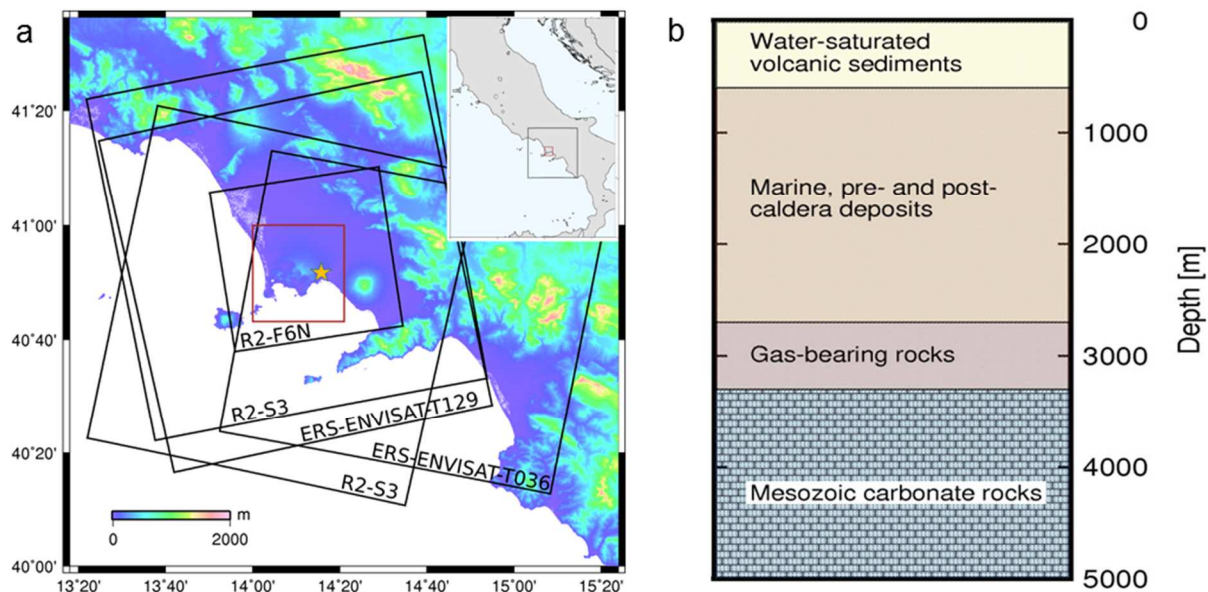 a
41˚20'
41˚00'
40˚40'
40˚20'
40˚00'
13˚20'
13˚40'
14˚00'
14˚20'
14˚40'
15˚00'
15˚20'
R2-F6N
R2-S3
ERS-ENVISAT-T129
ERS-ENVISAT-T036
R2-S3
m
0
2000
b
Water-saturated
volcanic sediments
Marine, pre- and post-
caldera deposits
Gas-bearing rocks
Mesozoic carbonate rocks
0
1000
2000
3000
4000
5000
Depth [m]